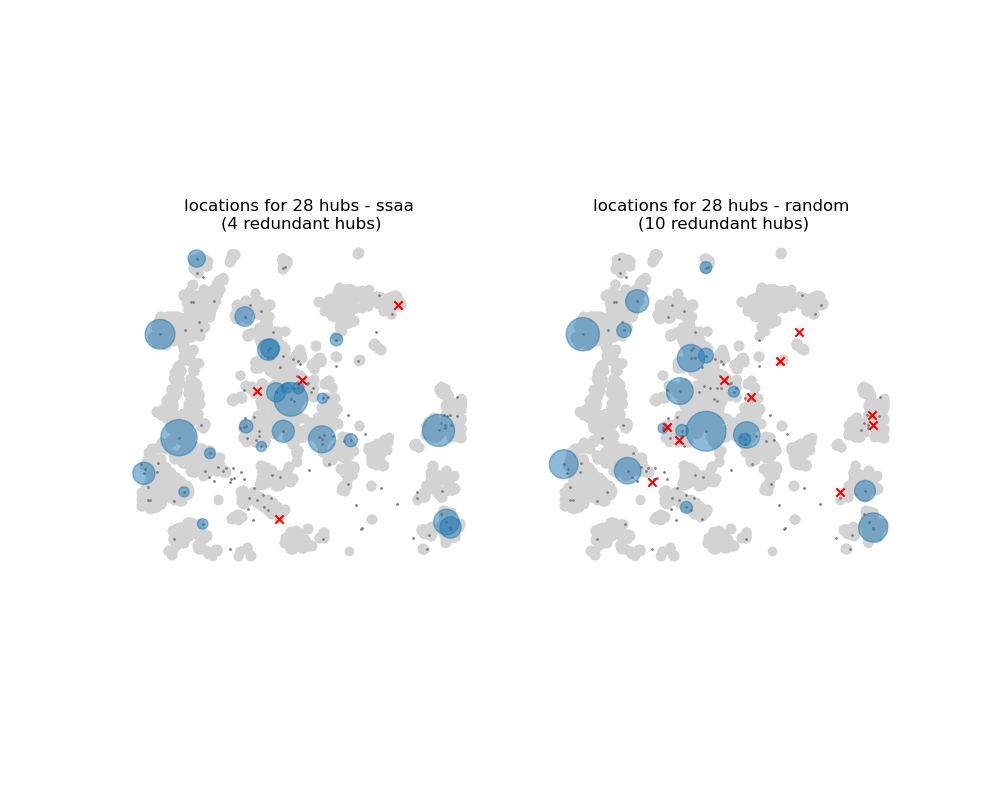 locations for 28 hubs - ssaa
(4 redundant hubs)
locations for 28 hubs - random
(10 redundant hubs)